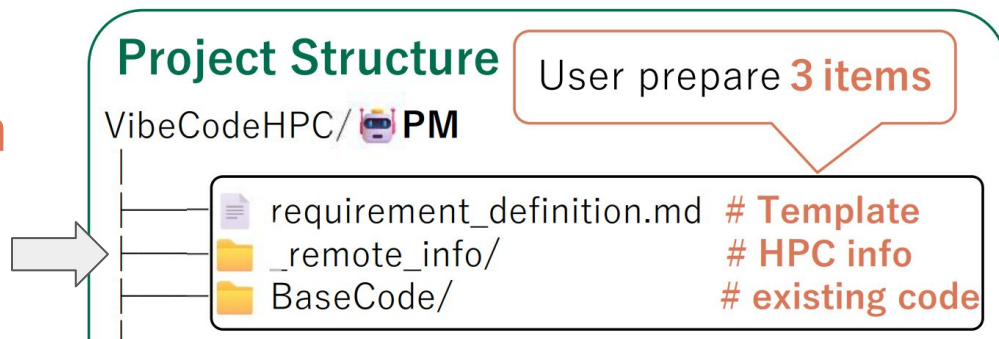 Project Structure
User prepare 3 items
VibeCodeHPC/ PM
requirement_definition.md # Template
_remote_info/ # HPC info
BaseCode/ # existing code